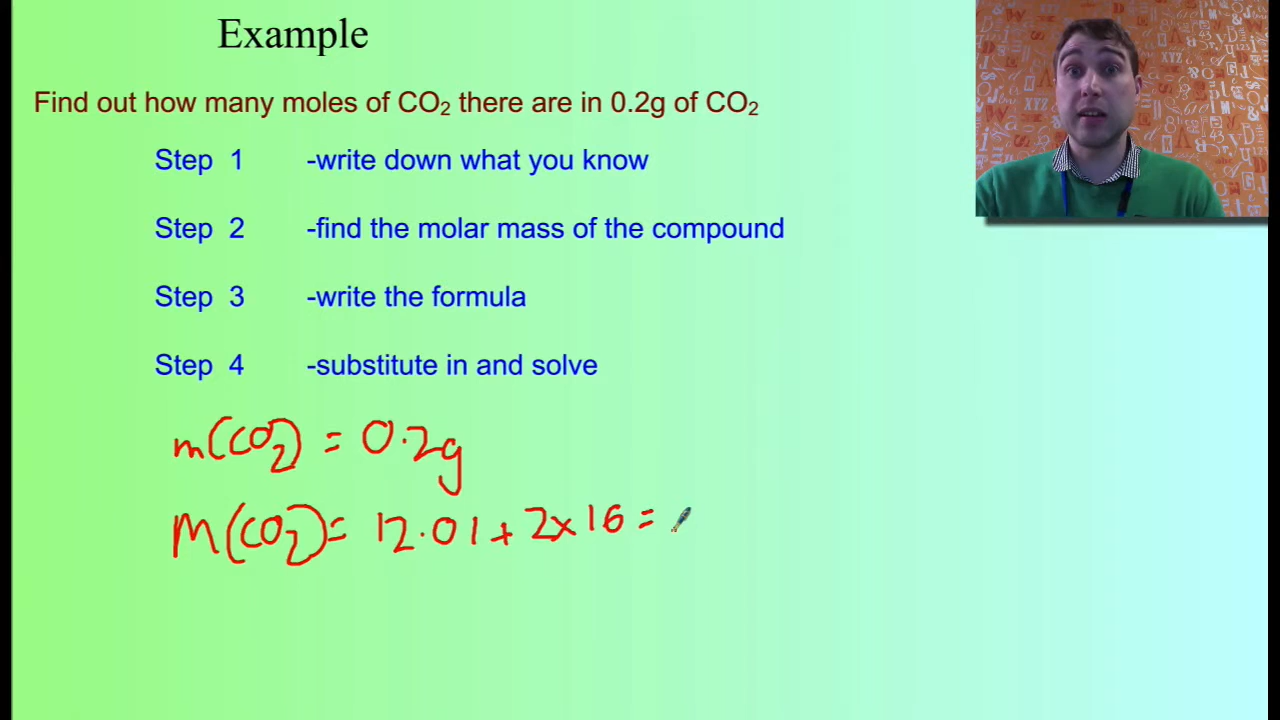 Example
Find out how many moles of CO₂ there are in 0.2g of CO₂
Step 1 -write down what you know
Step 2 -find the molar mass of the compound
Step 3 -write the formula
Step 4 -substitute in and solve
m(CO₂) = 0.2g
M(CO₂) = 12.01 + 2x16 =